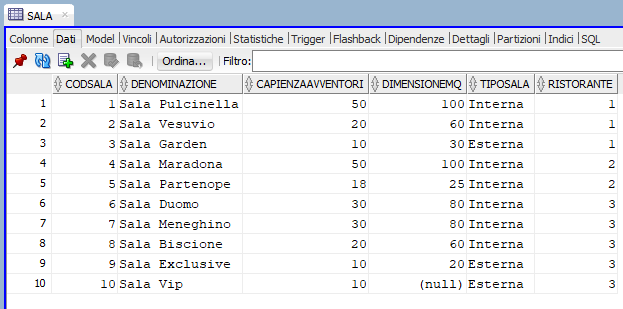 SALA
Colonne Dati Model Vincoli Autorizzazioni Statistiche Trigger Flashback Dipendenze Dettagli Partizioni Indici SQL
Ordina... Filtro:
CODSALA DENOMINAZIONE CAPIENZAAVVENTORI DIMENSIONEMQ TIPOSALA RISTORANTE
1 1 Sala Pulcinella 50 100 Interna 1
2 2 Sala Vesuvio 20 60 Interna 1
3 3 Sala Garden 10 30 Esterna 1
4 4 Sala Maradona 50 100 Interna 2
5 5 Sala Partenope 18 25 Interna 2
6 6 Sala Duomo 30 80 Interna 3
7 7 Sala Meneghino 30 80 Interna 3
8 8 Sala Biscione 20 60 Interna 3
9 9 Sala Exclusive 10 20 Esterna 3
10 10 Sala Vip 10 (null) Esterna 3